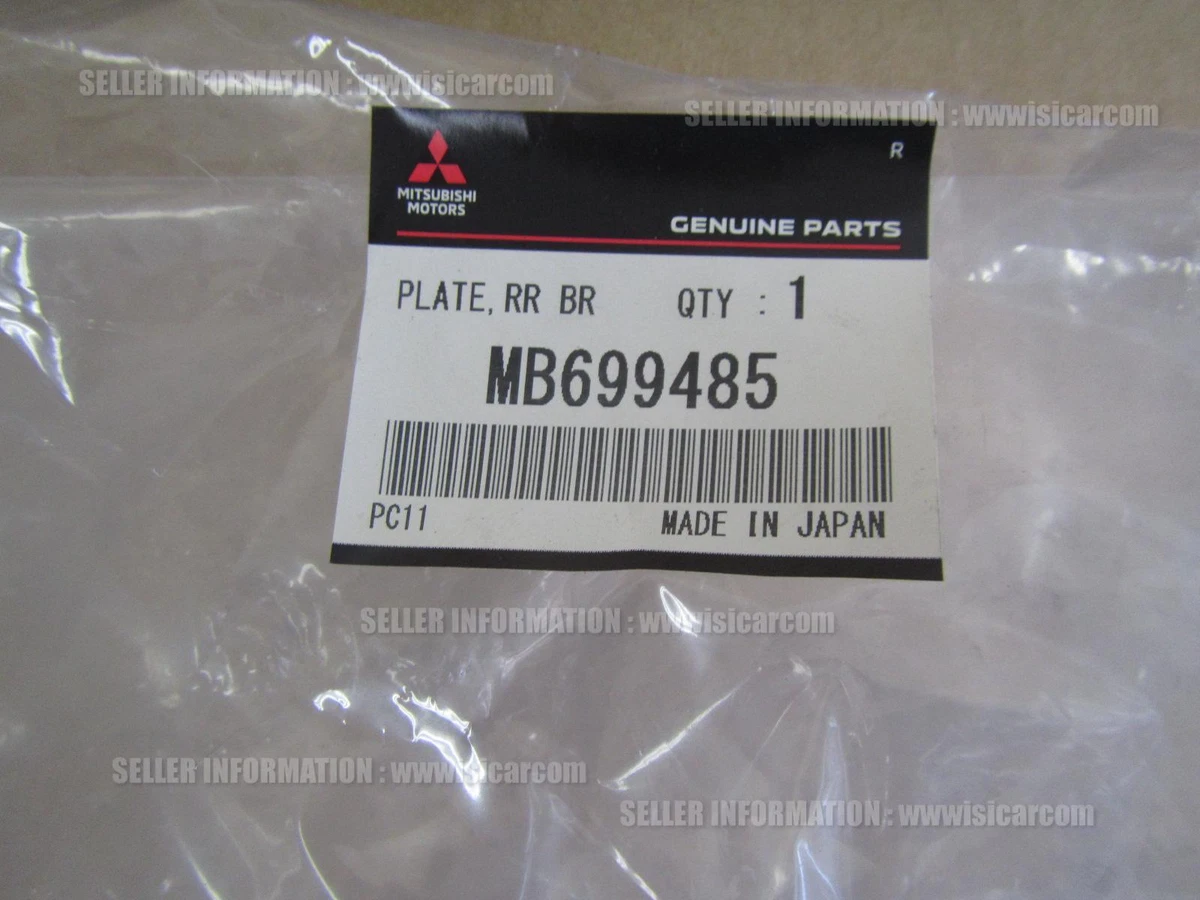 SELLER INFORMATION : wwwisicarcom
SELLER INFORMATION : wwwisicarcom
R
MITSUBISHI
MOTORS
GENUINE PARTS
PLATE, RR BR QTY : 1
MB699485
PC11 MADE IN JAPAN
SELLER INFORMATION : wwwisicarcom
SELLER INFORMATION : wwwisicarcom
SELLER INFORMATION : wwwisicarcom